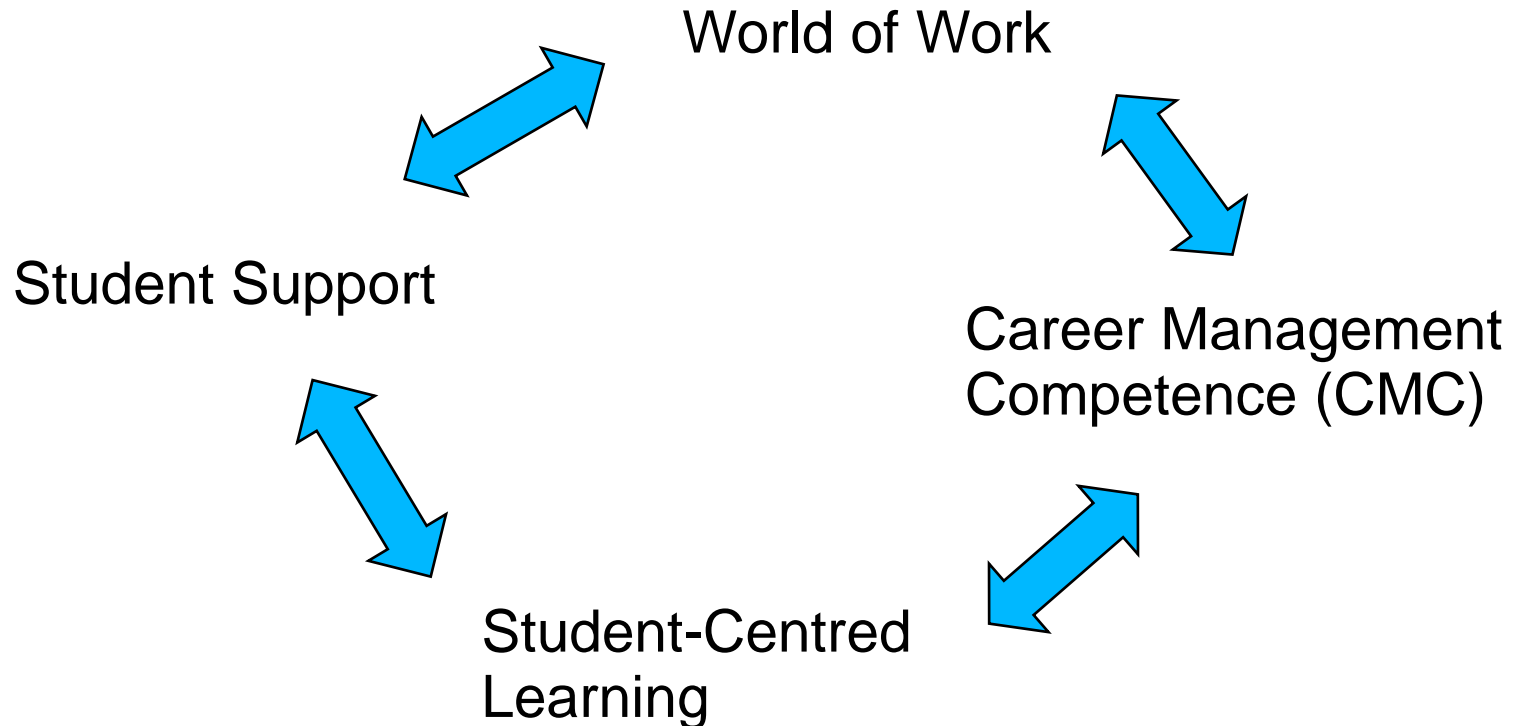 World of Work
Student Support
Career Management
Competence (CMC)
Student-Centred
Learning